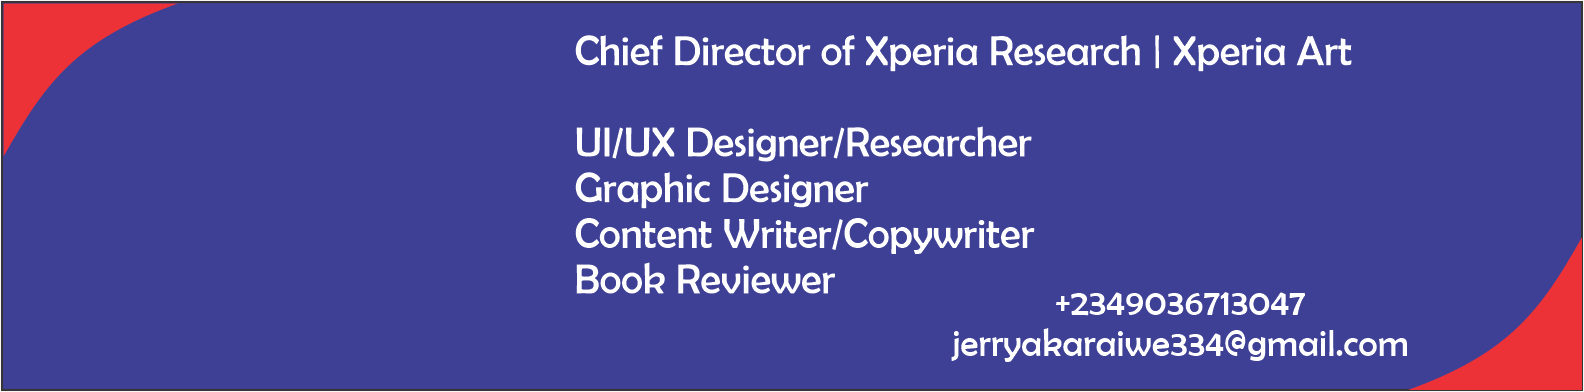 Chief Director of Xperia Research | Xperia Art
UI/UX Designer/Researcher
Graphic Designer
Content Writer/Copywriter
Book Reviewer
+2349036713047
jerryakaraiwe334@gmail.com